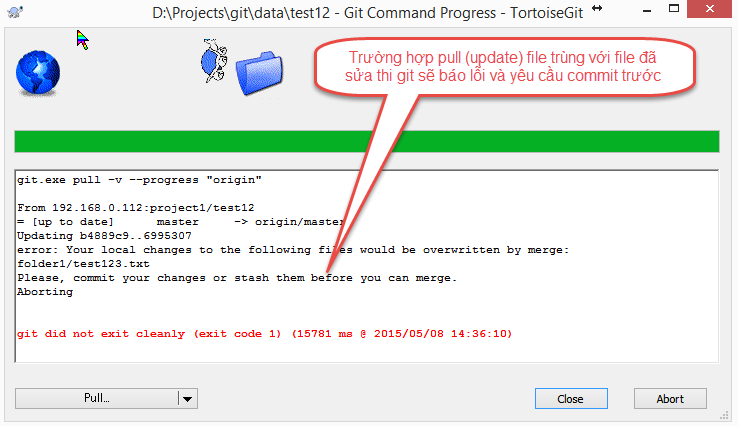 D:\Projects\git\data\test12 - Git Command Progress - TortoiseGit
Trường hợp pull (update) file trùng với file đã
sửa thi git sẽ báo lỗi và yêu cầu commit trước
git.exe pull -v --progress "origin"
From 192.168.0.112:project1/test12
= [up to date]      master     -> origin/master
Updating b4889c9..6995307
error: Your local changes to the following files would be overwritten by merge:
folder1/test123.txt
Please, commit your changes or stash them before you can merge.
Aborting
git did not exit cleanly (exit code 1) (15781 ms @ 2015/05/08 14:36:10)
Pull...
Close
Abort